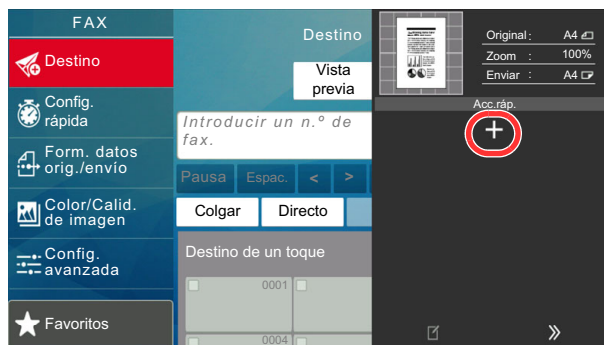 FAX
Destino
Config.
rápida
Form. datos
orig./envío
Color/Calid.
de imagen
Config.
avanzada
Favoritos
Destino
Vista
previa
Introducir un n.º de
fax.
Pausa
Espac.
<
>
Colgar
Directo
Destino de un toque
0001
0004
Original : A4
Zoom : 100%
Enviar : A4
Acc.ráp.